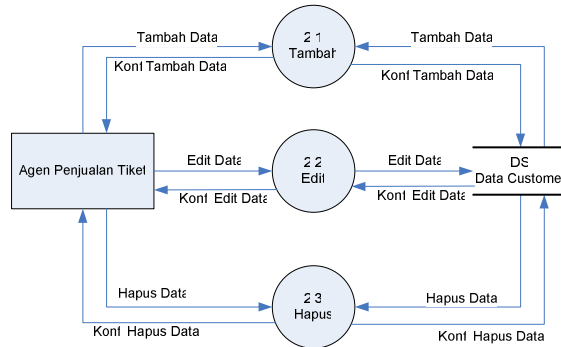 Tambah Data
2 1
Tambah
Tambah Data
Konf Tambah Data
Konf Tambah Data
Agen Penjualan Tiket
Edit Data
2 2
Edit
Edit Data
DS
Data Custome
Konf Edit Data
Konf Edit Data
Hapus Data
2 3
Hapus
Hapus Data
Konf Hapus Data
Konf Hapus Data